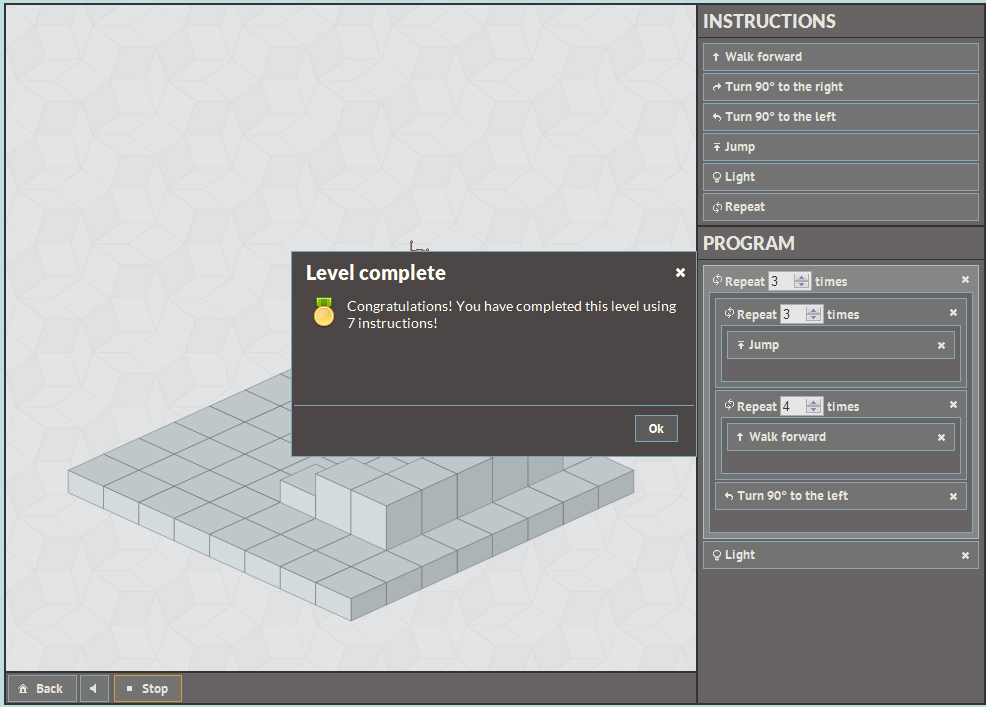 INSTRUCTIONS
Walk forward
Turn 90° to the right
Turn 90° to the left
Jump
Light
Repeat
PROGRAM
Repeat 3 times
Repeat 3 times
Jump
Repeat 4 times
Walk forward
Turn 90° to the left
Light
Level complete
Congratulations! You have completed this level using
7 instructions!
Ok
Back
Stop